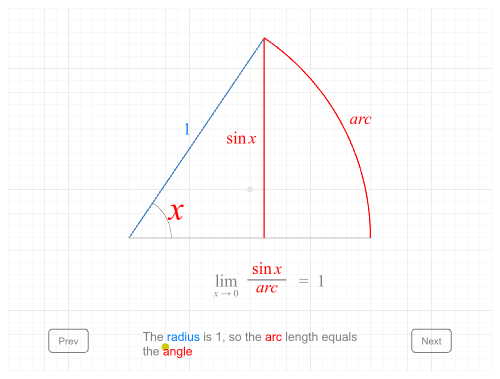 1
sin x
arc
x
lim x → 0 sin x / arc = 1
Prev
The radius is 1, so the arc length equals
the angle
Next